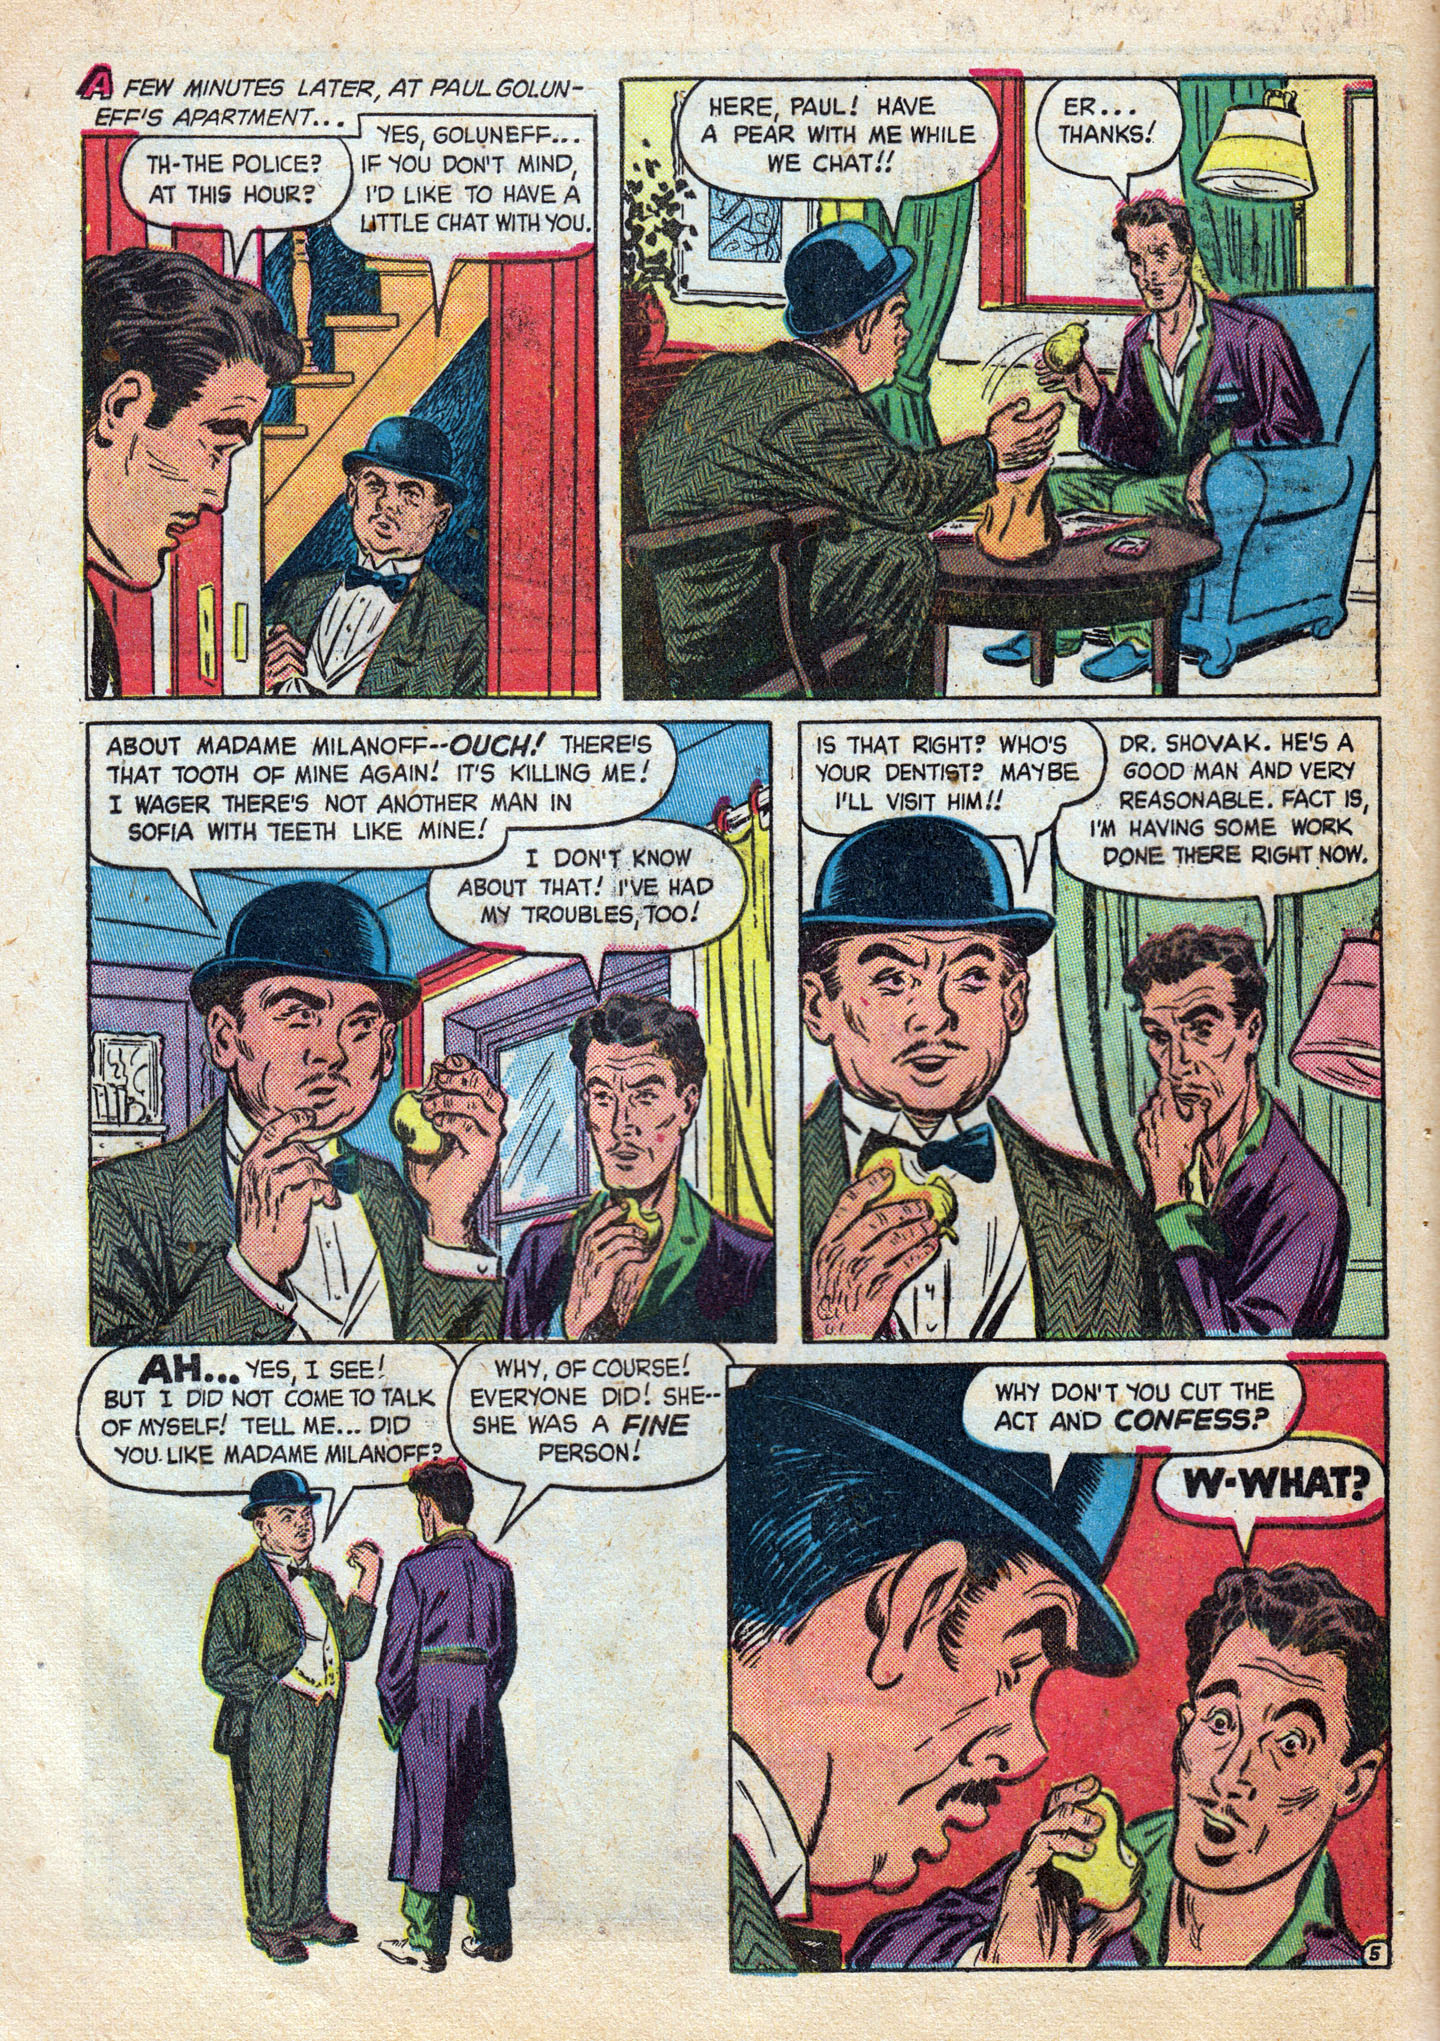 A FEW MINUTES LATER, AT PAUL GOLUN-
EFF'S APARTMENT...
TH-THE POLICE?
AT THIS HOUR?
YES, GOLUNEFF...
IF YOU DON'T MIND,
I'D LIKE TO HAVE A
LITTLE CHAT WITH YOU.
HERE, PAUL! HAVE
A PEAR WITH ME WHILE
WE CHAT!!
ER...
THANKS!
ABOUT MADAME MILANOFF--OUCH! THERE'S
THAT TOOTH OF MINE AGAIN! IT'S KILLING ME!
I WAGER THERE'S NOT ANOTHER MAN IN
SOFIA WITH TEETH LIKE MINE!
I DON'T KNOW
ABOUT THAT! I'VE HAD
MY TROUBLES, TOO!
IS THAT RIGHT? WHO'S
YOUR DENTIST? MAYBE
I'LL VISIT HIM!!
DR. SHOVAK. HE'S A
GOOD MAN AND VERY
REASONABLE. FACT IS,
I'M HAVING SOME WORK
DONE THERE RIGHT NOW.
AH... YES, I SEE!
BUT I DID NOT COME TO TALK
OF MYSELF! TELL ME... DID
YOU LIKE MADAME MILANOFF?
WHY, OF COURSE!
EVERYONE DID! SHE--
SHE WAS A FINE
PERSON!
WHY DON'T YOU CUT THE
ACT AND CONFESS?
W-WHAT?
5